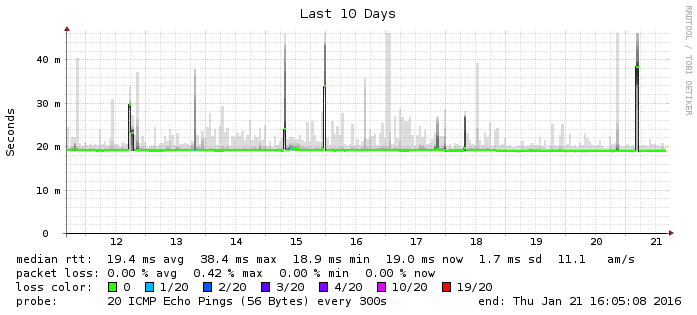 Last 10 Days
RRDTOOL / TOBI OETIKER
Seconds
40 m
30 m
20 m
10 m
0
12 13 14 15 16 17 18 19 20 21
median rtt: 19.4 ms avg 38.4 ms max 18.9 ms min 19.0 ms now 1.7 ms sd 11.1 am/s
packet loss: 0.00 % avg 0.42 % max 0.00 % min 0.00 % now
loss color: 0 1/20 2/20 3/20 4/20 10/20 19/20
probe: 20 ICMP Echo Pings (56 Bytes) every 300s end: Thu Jan 21 16:05:08 2016